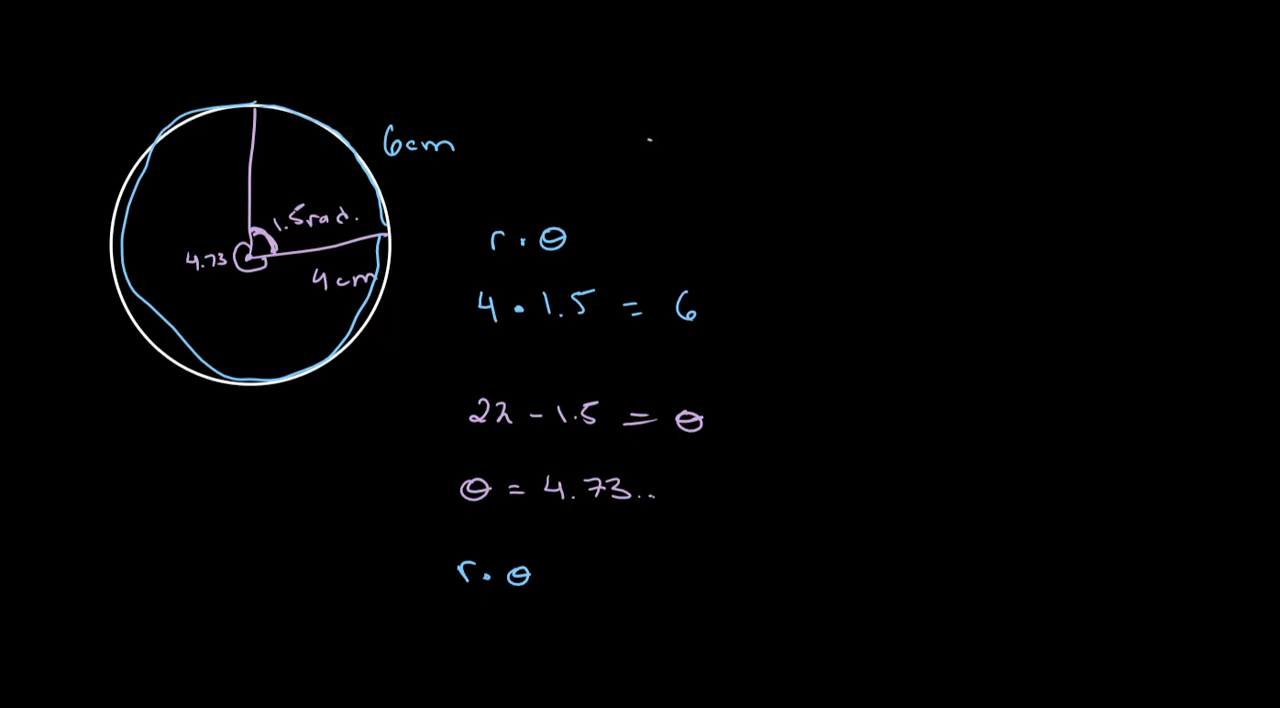 6cm
1.5rad.
4.73
4cm
r·θ
4·1.5 = 6
2π - 1.5 = θ
θ = 4.73..
r·θ